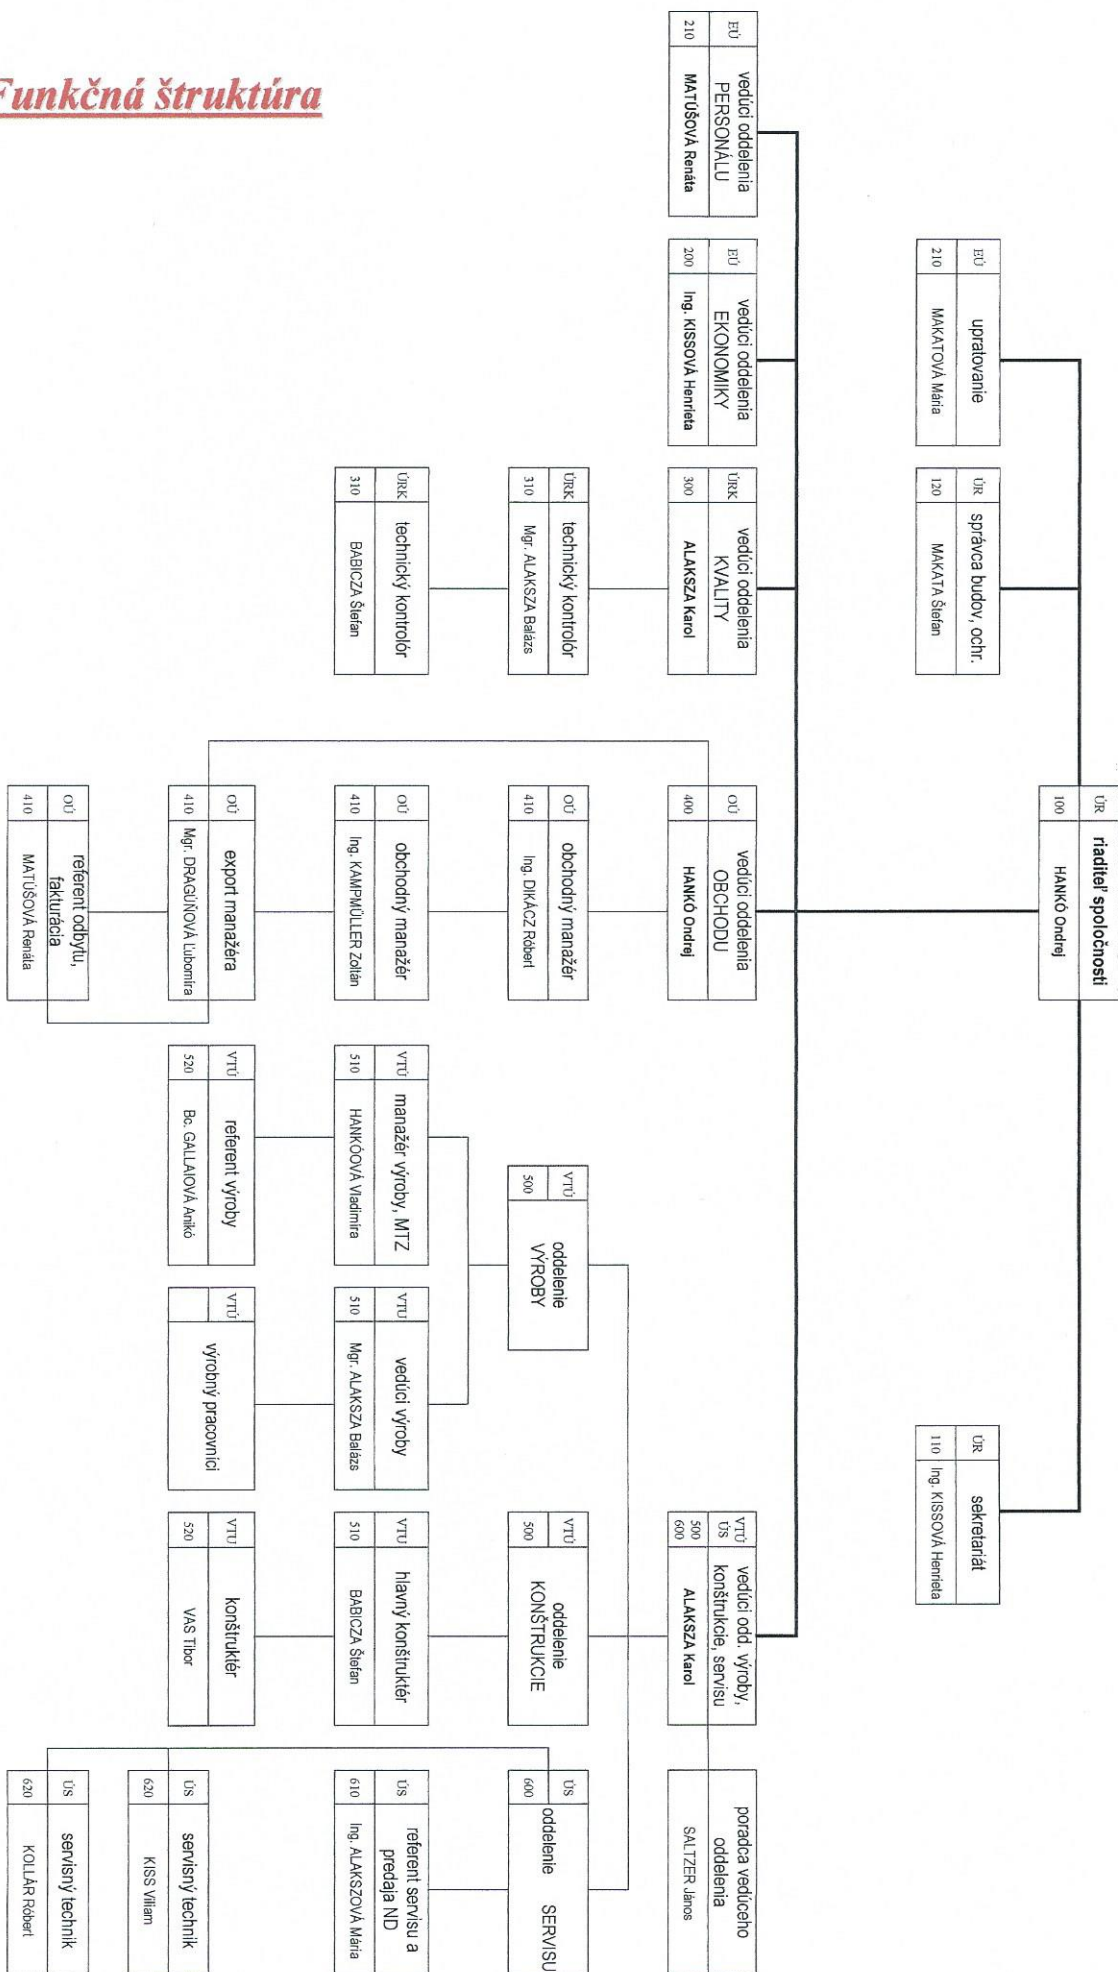 Funkčná štruktúra
ÚR
100
riaditeľ spoločnosti
HANKÓ Ondrej
EÚ
210
upratovanie
MAKATOVÁ Mária
ÚR
120
správca budov, ochr.
MAKATA Štefan
ÚR
110
sekretariát
Ing. KISSOVÁ Henrieta
EÚ
210
vedúci oddelenia
PERSONÁLU
MATÚŠOVÁ Renáta
EÚ
200
vedúci oddelenia
EKONOMIKY
Ing. KISSOVÁ Henrieta
ÚRK
300
vedúci oddelenia
KVALITY
ALAKSZA Karol
OÚ
400
vedúci oddelenia
OBCHODU
HANKÓ Ondrej
VTÚ
ÚS
500
600
vedúci odd. výroby,
konštrukcie, servisu
ALAKSZA Karol
poradca vedúceho
oddelenia
SALTZER János
ÚRK
310
technický kontrolór
Mgr. ALAKSZA Balázs
OÚ
410
obchodný manažér
Ing. DIKÁCZ Róbert
VTÚ
500
oddelenie
VÝROBY
VTÚ
500
oddelenie
KONŠTRUKCIE
ÚS
600
oddelenie SERVISU
ÚRK
310
technický kontrolór
BABICZA Štefan
OÚ
410
obchodný manažér
Ing. KAMPMÜLLER Zoltán
VTÚ
510
manažér výroby, MTZ
HANKÓOVÁ Vladimíra
VTU
510
vedúci výroby
Mgr. ALAKSZA Balázs
VTU
510
hlavný konštruktér
BABICZA Štefan
ÚS
610
referent servisu a
predaja ND
Ing. ALAKSZOVÁ Mária
OÚ
410
export manažéra
Mgr. DRAGÚŇOVÁ Ľubomíra
VTÚ
520
referent výroby
Bc. GALLAIOVÁ Anikó
VTÚ
výrobný pracovníci
VTU
520
konštruktér
VAS Tibor
ÚS
620
servisný technik
KISS Viliam
OÚ
410
referent odbytu,
fakturácia
MATÚŠOVÁ Renáta
ÚS
620
servisný technik
KOLLÁR Róbert